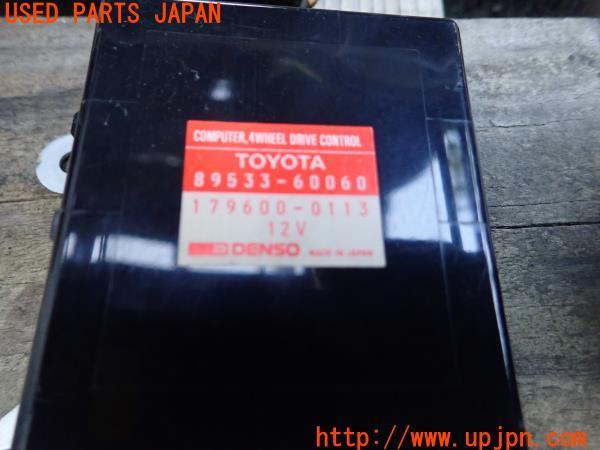 USED PARTS JAPAN
COMPUTER, 4WHEEL DRIVE CONTROL
TOYOTA
89533-60060
179600-0113
12V
DENSO MADE IN JAPAN
http://www.upjpn.com/